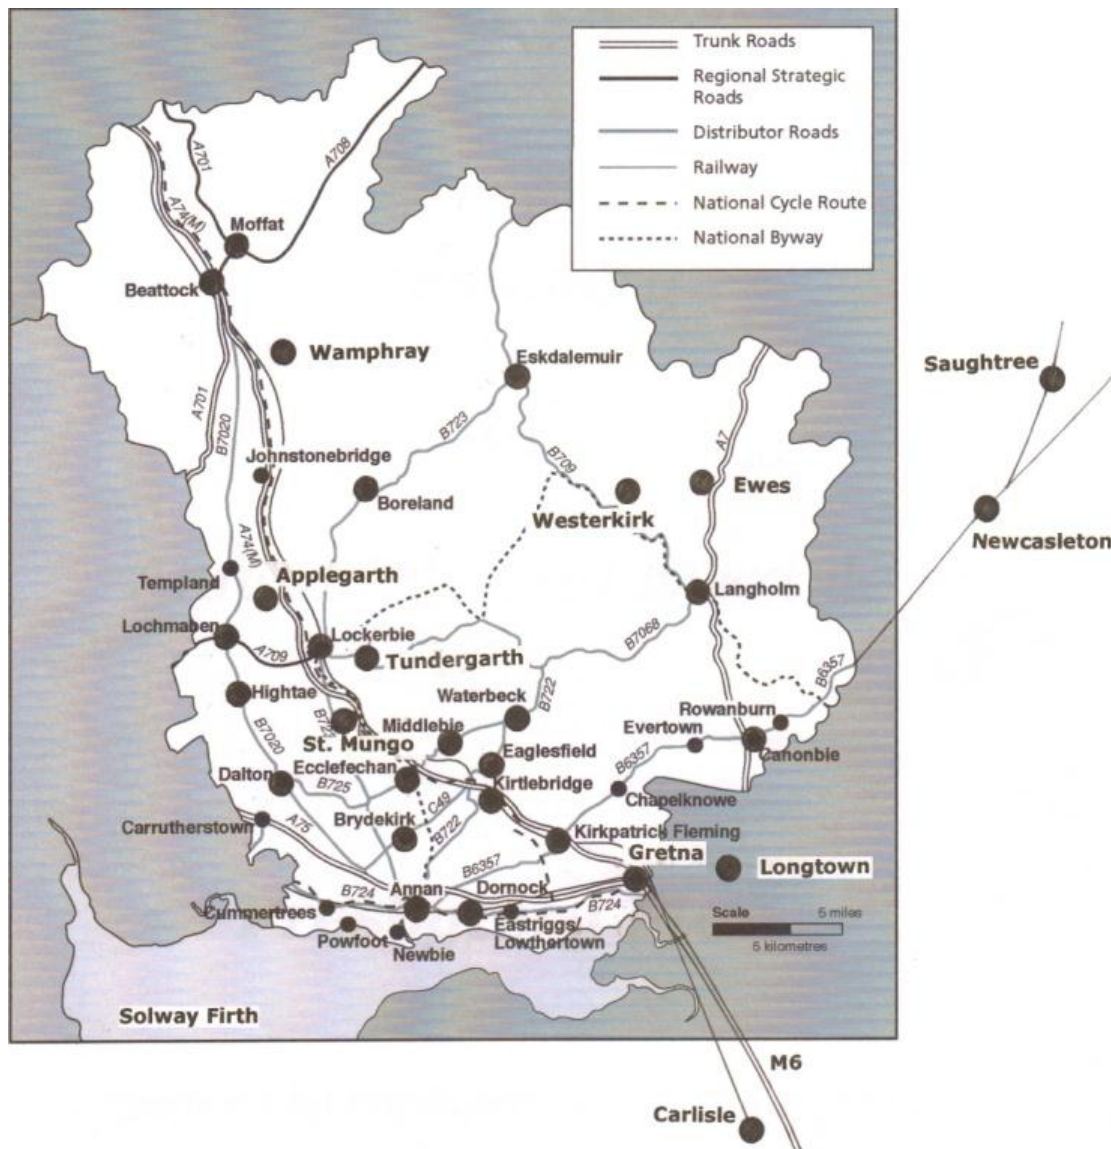 Trunk Roads
Regional Strategic
Roads
Distributor Roads
Railway
National Cycle Route
National Byway
A701
A708
A74(M)
Moffat
Beattock
Wamphray
Eskdalemuir
Saughtree
A701
B7020
B723
A7
Johnstonebridge
B709
Boreland
Ewes
Westerkirk
Newcasleton
A74(M)
Templand
Applegarth
Langholm
Lochmaben
A709
Lockerbie
Tundergarth
B7068
B6357
Hightae
B722
Waterbeck
Rowanburn
B7020
Middlebie
Evertown
St. Mungo
Eaglesfield
Canonbie
Ecclefechan
B6357
Dalton
Kirtlebridge
B725
Chapelknowe
C49
Carrutherstown
A75
Brydekirk
B722
Kirkpatrick Fleming
Gretna
Longtown
B6357
B724
Annan
Dornock
B724
Scale
5 miles
5 kilometres
Cummertrees
Powfoot
Newbie
Eastriggs/
Lowthertown
Solway Firth
M6
Carlisle